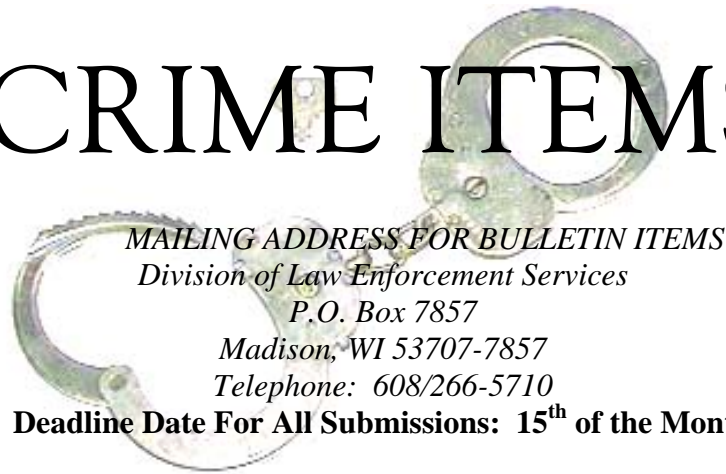 CRIME ITEMS
MAILING ADDRESS FOR BULLETIN ITEMS
Division of Law Enforcement Services
P.O. Box 7857
Madison, WI 53707-7857
Telephone: 608/266-5710
Deadline Date For All Submissions: 15th of the Month